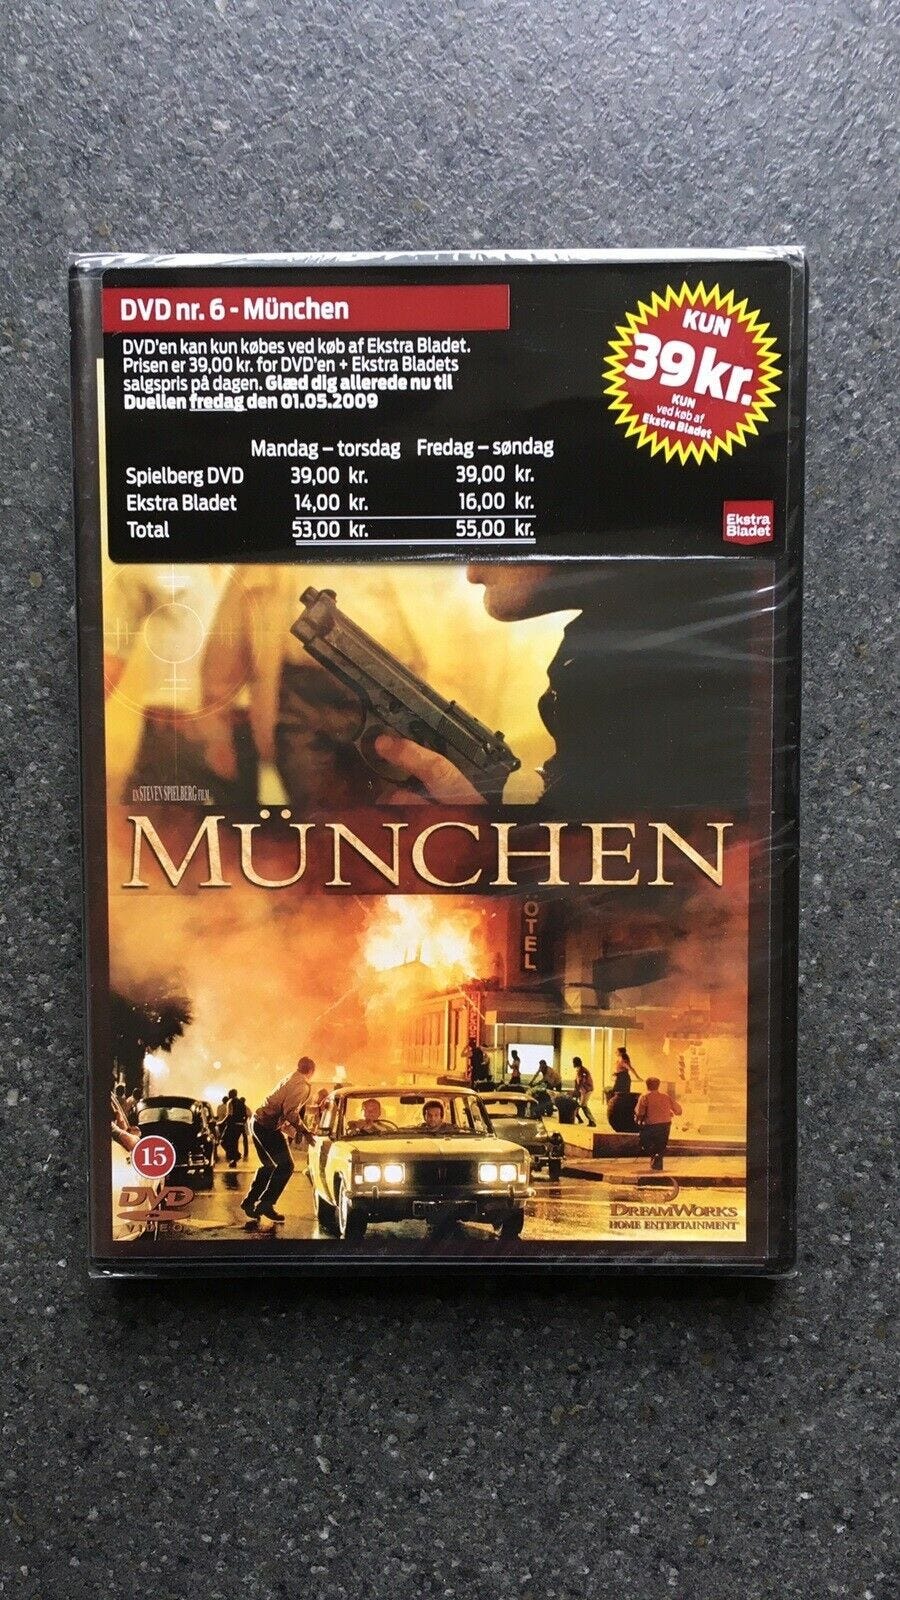 DVD nr. 6 - München
DVD'en kan kun købes ved køb af Ekstra Bladet.
Prisen er 39,00 kr. for DVD'en + Ekstra Bladets
salgspris på dagen. Glæd dig allerede nu til
Duellen fredag den 01.05.2009
KUN
39 kr.
KUN
ved køb af
Ekstra Bladet
Mandag – torsdag Fredag – søndag
Spielberg DVD 39,00 kr. 39,00 kr.
Ekstra Bladet 14,00 kr. 16,00 kr.
Total 53,00 kr. 55,00 kr.
Ekstra
Bladet
EN STEVEN SPIELBERG FILM
MÜNCHEN
OTEL
15
DVD
VIDEO
DREAMWORKS
HOME ENTERTAINMENT